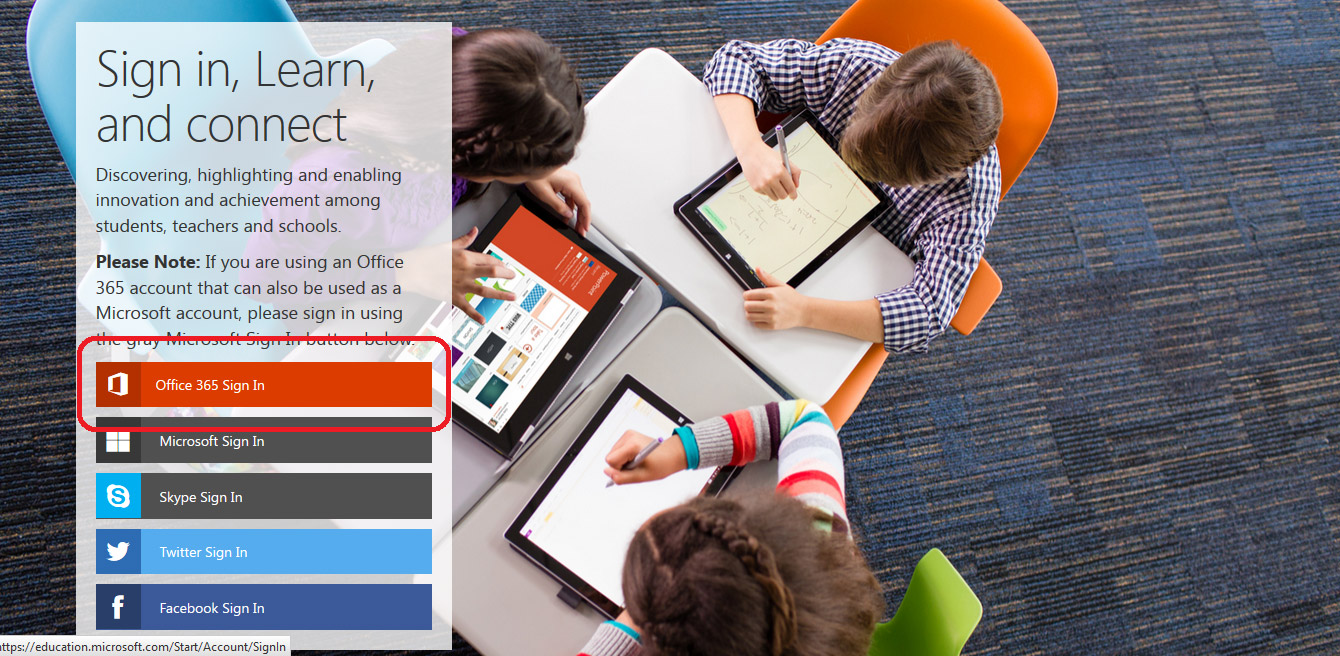 Sign in, Learn,
and connect
Discovering, highlighting and enabling
innovation and achievement among
students, teachers and schools.
Please Note: If you are using an Office
365 account that can also be used as a
Microsoft account, please sign in using
the gray Microsoft Sign In button below.
Office 365 Sign In
Microsoft Sign In
Skype Sign In
Twitter Sign In
Facebook Sign In
ttps://education.microsoft.com/Start/Account/SignIn
PowerPoint